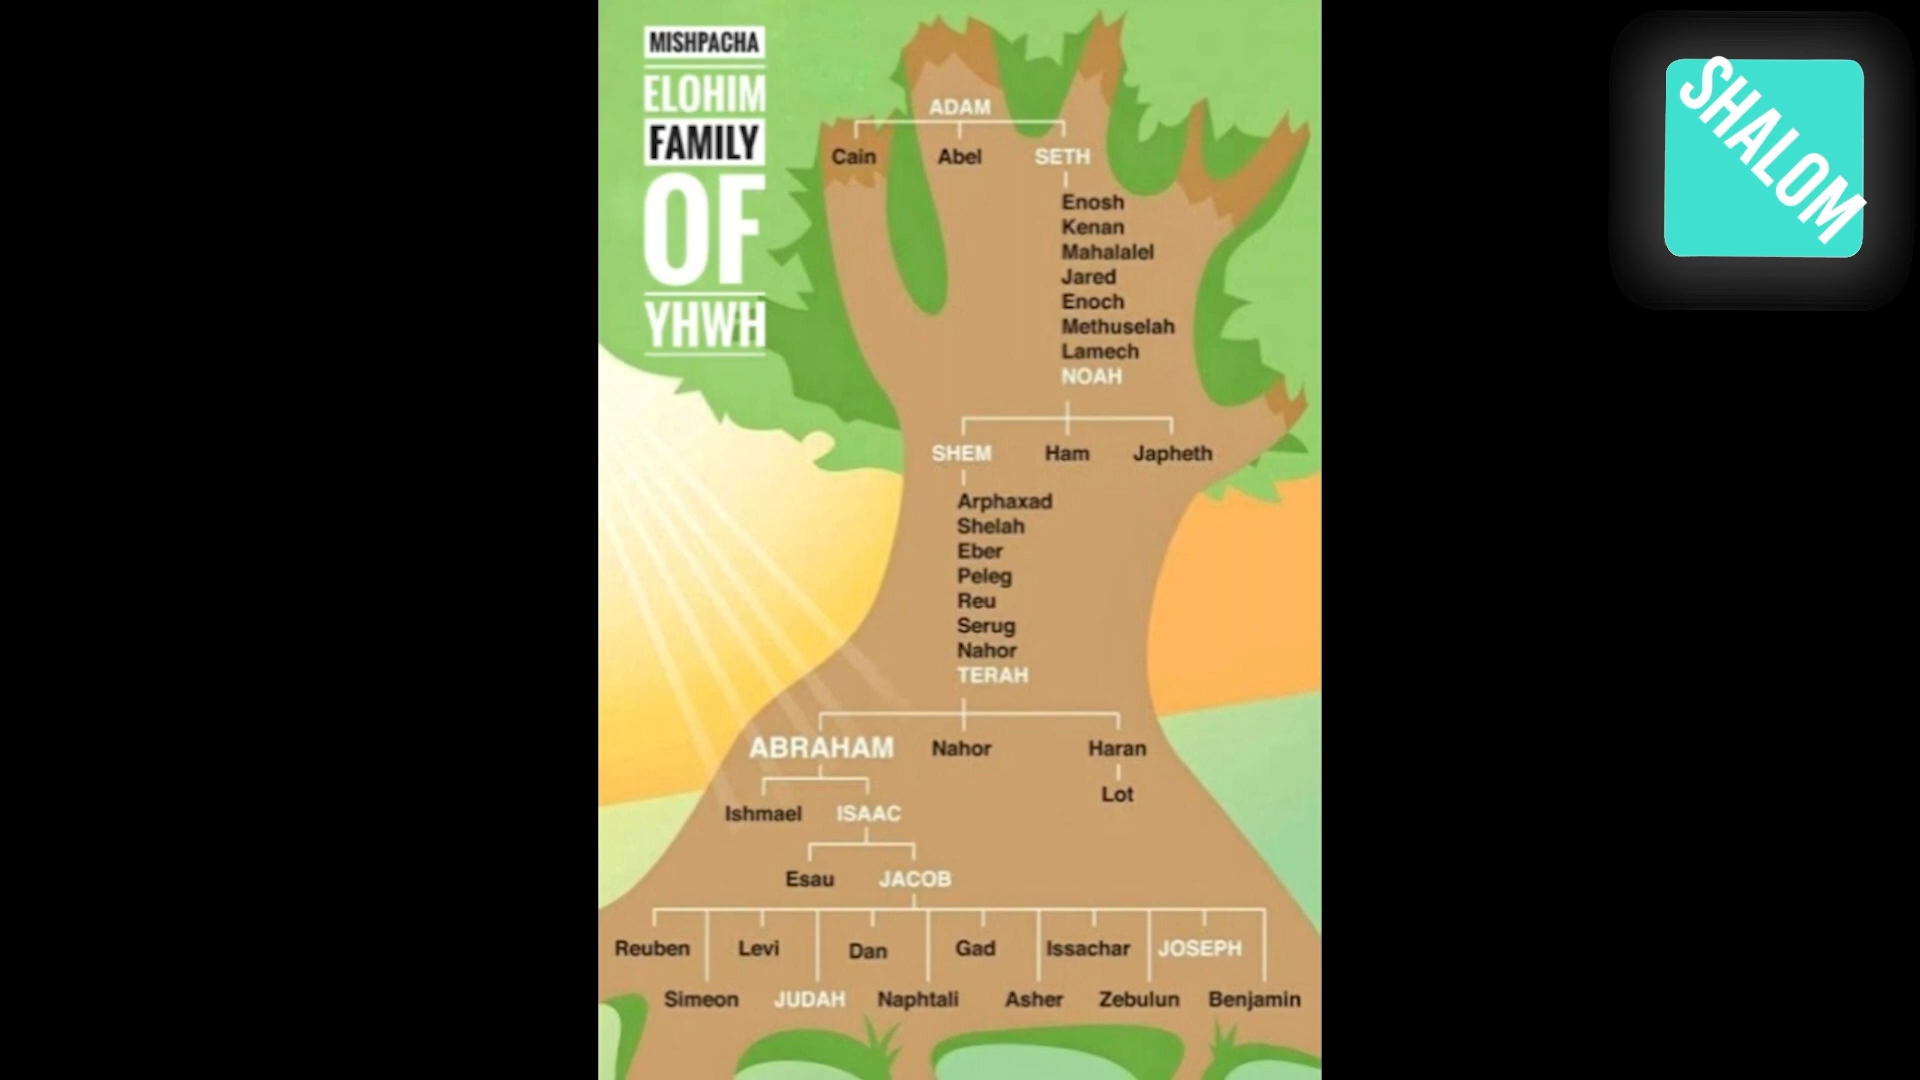 MISHPACHA
ELOHIM
FAMILY
OF
YHWH
SHALOM
ADAM
Cain Abel SETH
Enosh
Kenan
Mahalalel
Jared
Enoch
Methuselah
Lamech
NOAH
SHEM Ham Japheth
Arphaxad
Shelah
Eber
Peleg
Reu
Serug
Nahor
TERAH
ABRAHAM Nahor Haran
Lot
Ishmael ISAAC
Esau JACOB
Reuben Levi Dan Gad Issachar JOSEPH
Simeon JUDAH Naphtali Asher Zebulun Benjamin